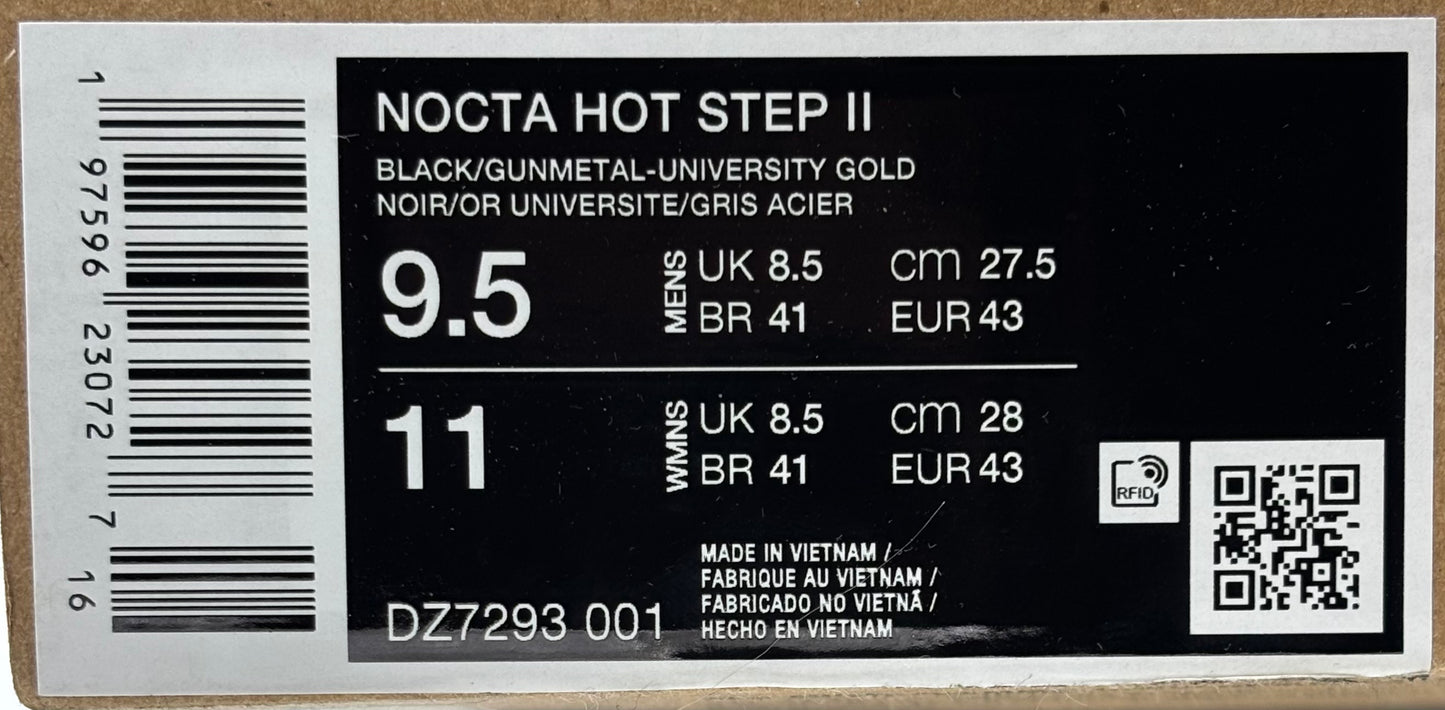 NOCTA HOT STEP II
BLACK/GUNMETAL-UNIVERSITY GOLD
NOIR/OR UNIVERSITE/GRIS ACIER
9.5
MENS
UK 8.5 cm 27.5
BR 41 EUR 43
11
WMNS
UK 8.5 cm 28
BR 41 EUR 43
MADE IN VIETNAM /
FABRIQUE AU VIETNAM /
FABRICADO NO VIETNÃ /
HECHO EN VIETNAM
DZ7293 001
RFID
1 97596 23072 7 16